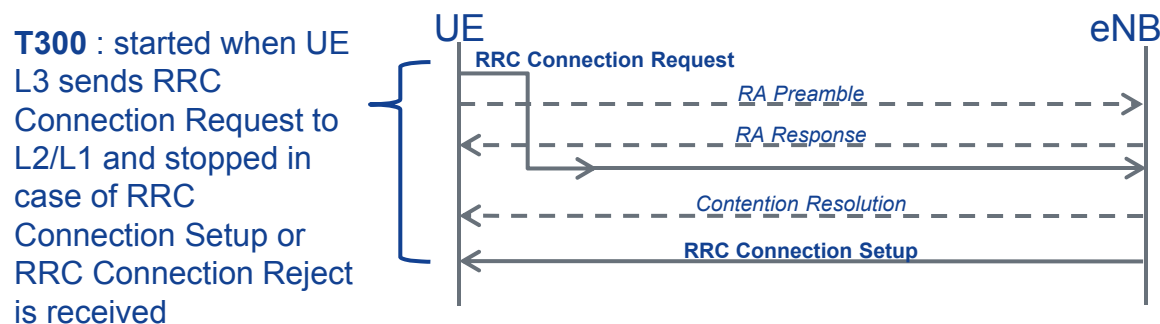 T300 : started when UE
L3 sends RRC
Connection Request to
L2/L1 and stopped in
case of RRC
Connection Setup or
RRC Connection Reject
is received
UE
eNB
RRC Connection Request
RA Preamble
RA Response
Contention Resolution
RRC Connection Setup